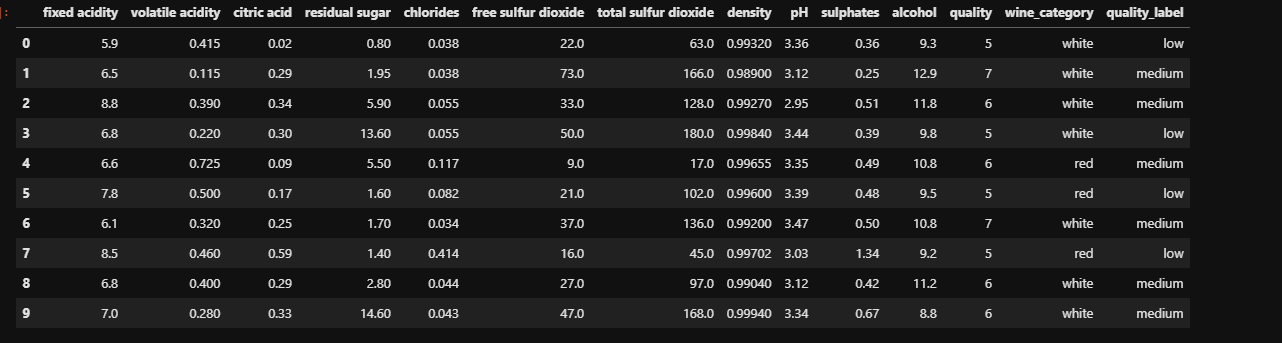 fixed acidity volatile acidity citric acid residual sugar chlorides free sulfur dioxide total sulfur dioxide density pH sulphates alcohol quality wine_category quality_label
0 5.9 0.415 0.02 0.80 0.038 22.0 63.0 0.99320 3.36 0.36 9.3 5 white low
1 6.5 0.115 0.29 1.95 0.038 73.0 166.0 0.98900 3.12 0.25 12.9 7 white medium
2 8.8 0.390 0.34 5.90 0.055 33.0 128.0 0.99270 2.95 0.51 11.8 6 white medium
3 6.8 0.220 0.30 13.60 0.055 50.0 180.0 0.99840 3.44 0.39 9.8 5 white low
4 6.6 0.725 0.09 5.50 0.117 9.0 17.0 0.99655 3.35 0.49 10.8 6 red medium
5 7.8 0.500 0.17 1.60 0.082 21.0 102.0 0.99600 3.39 0.48 9.5 5 red low
6 6.1 0.320 0.25 1.70 0.034 37.0 136.0 0.99200 3.47 0.50 10.8 7 white medium
7 8.5 0.460 0.59 1.40 0.414 16.0 45.0 0.99702 3.03 1.34 9.2 5 red low
8 6.8 0.400 0.29 2.80 0.044 27.0 97.0 0.99040 3.12 0.42 11.2 6 white medium
9 7.0 0.280 0.33 14.60 0.043 47.0 168.0 0.99940 3.34 0.67 8.8 6 white medium